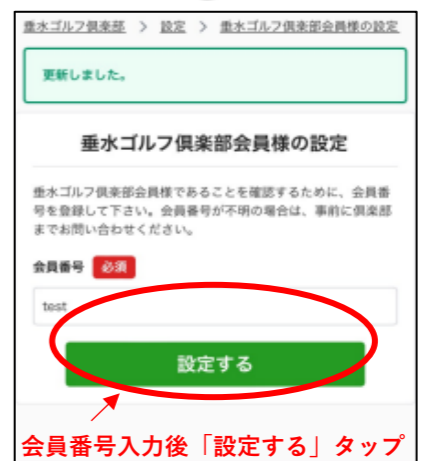 垂水ゴルフ倶楽部 > 設定 > 垂水ゴルフ倶楽部会員様の設定
更新しました。
垂水ゴルフ倶楽部会員様の設定
垂水ゴルフ倶楽部会員様であることを確認するために、会員番
号を登録して下さい。会員番号が不明の場合は、事前に倶楽部
までお問い合わせください。
会員番号 必須
test
設定する
会員番号入力後「設定する」タップ